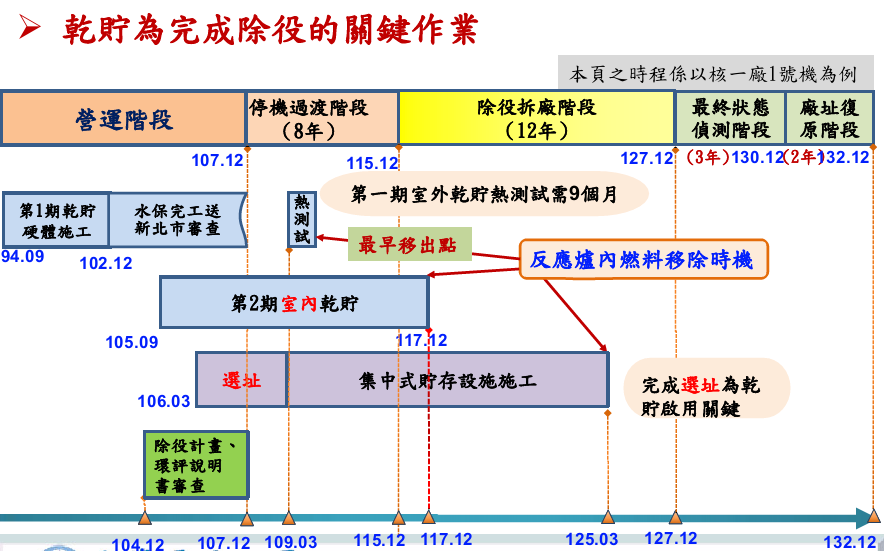 乾貯為完成除役的關鍵作業
本頁之時程係以核一廠1號機為例
營運階段
停機過渡階段
(8年)
除役拆廠階段
(12年)
最終狀態
偵測階段
廠址復
原階段
107.12
115.12
127.12
(3年)
130.12
(2年)
132.12
第1期乾貯
硬體施工
水保完工送
新北市審查
熱
測
試
第一期室外乾貯熱測試需9個月
94.09
102.12
最早移出點
反應爐內燃料移除時機
第2期室內乾貯
105.09
117.12
選址
集中式貯存設施施工
106.03
完成選址為乾
貯啟用關鍵
除役計畫、
環評說明
書審查
104.12
107.12
109.03
115.12
117.12
125.03
127.12
132.12